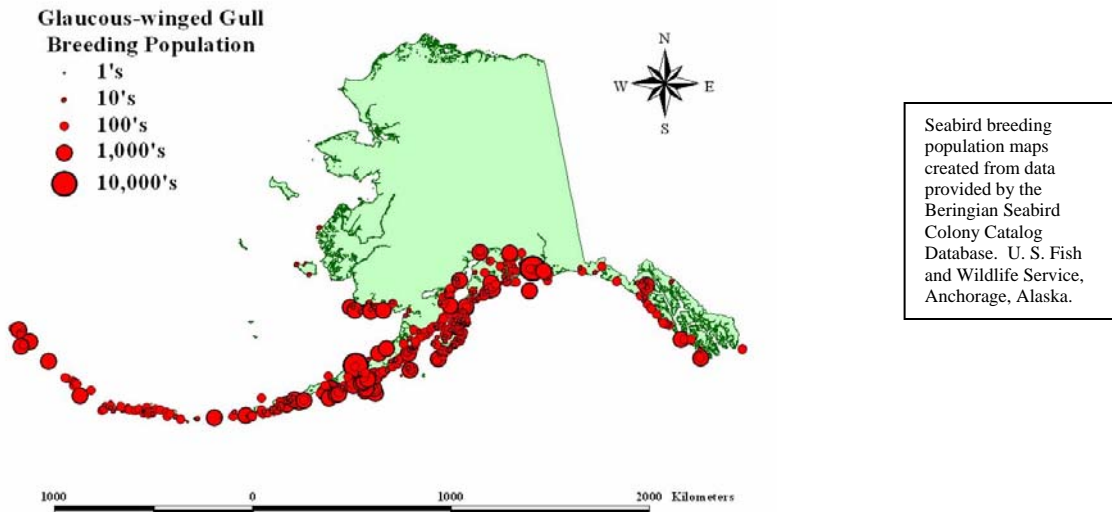 Glaucous-winged Gull
Breeding Population
1's
10's
100's
1,000's
10,000's
N
W E
S
Seabird breeding
population maps
created from data
provided by the
Beringian Seabird
Colony Catalog
Database.  U. S. Fish
and Wildlife Service,
Anchorage, Alaska.
1000 0 1000 2000 Kilometers